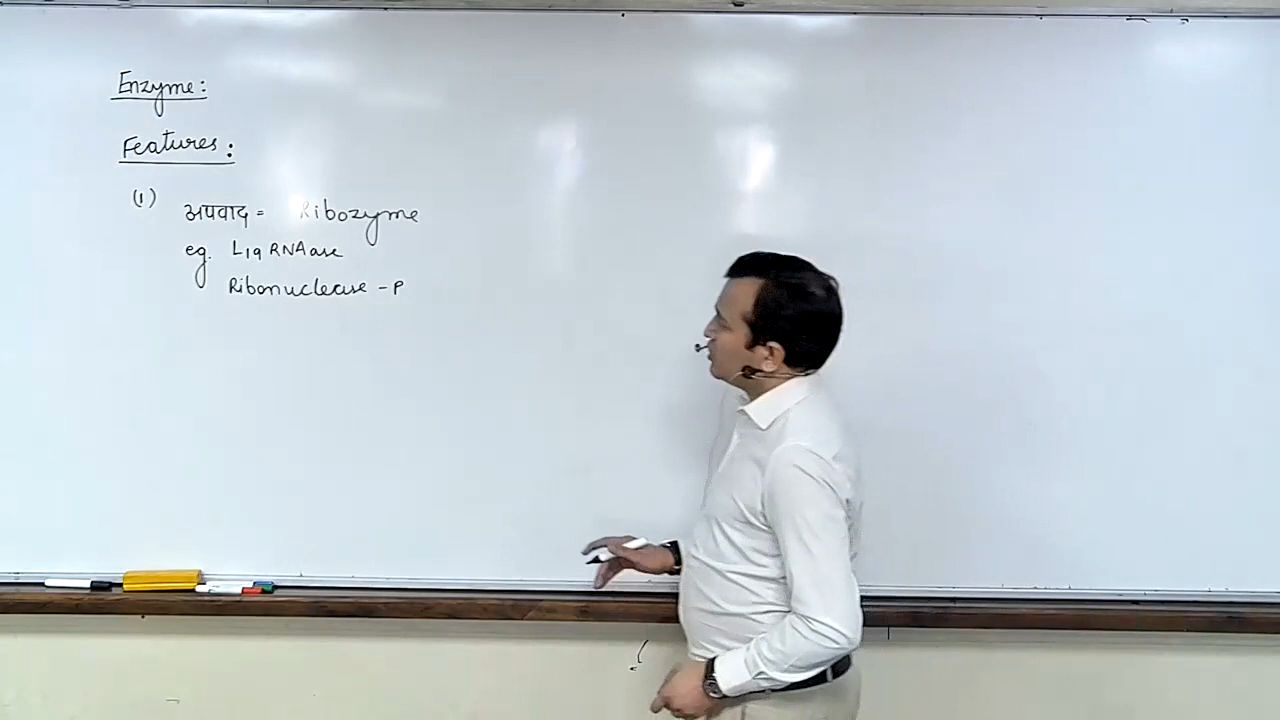 Enzyme:
Features:
(1) अपवाद = Ribozyme
eg. L19 RNAase
Ribonuclease - P